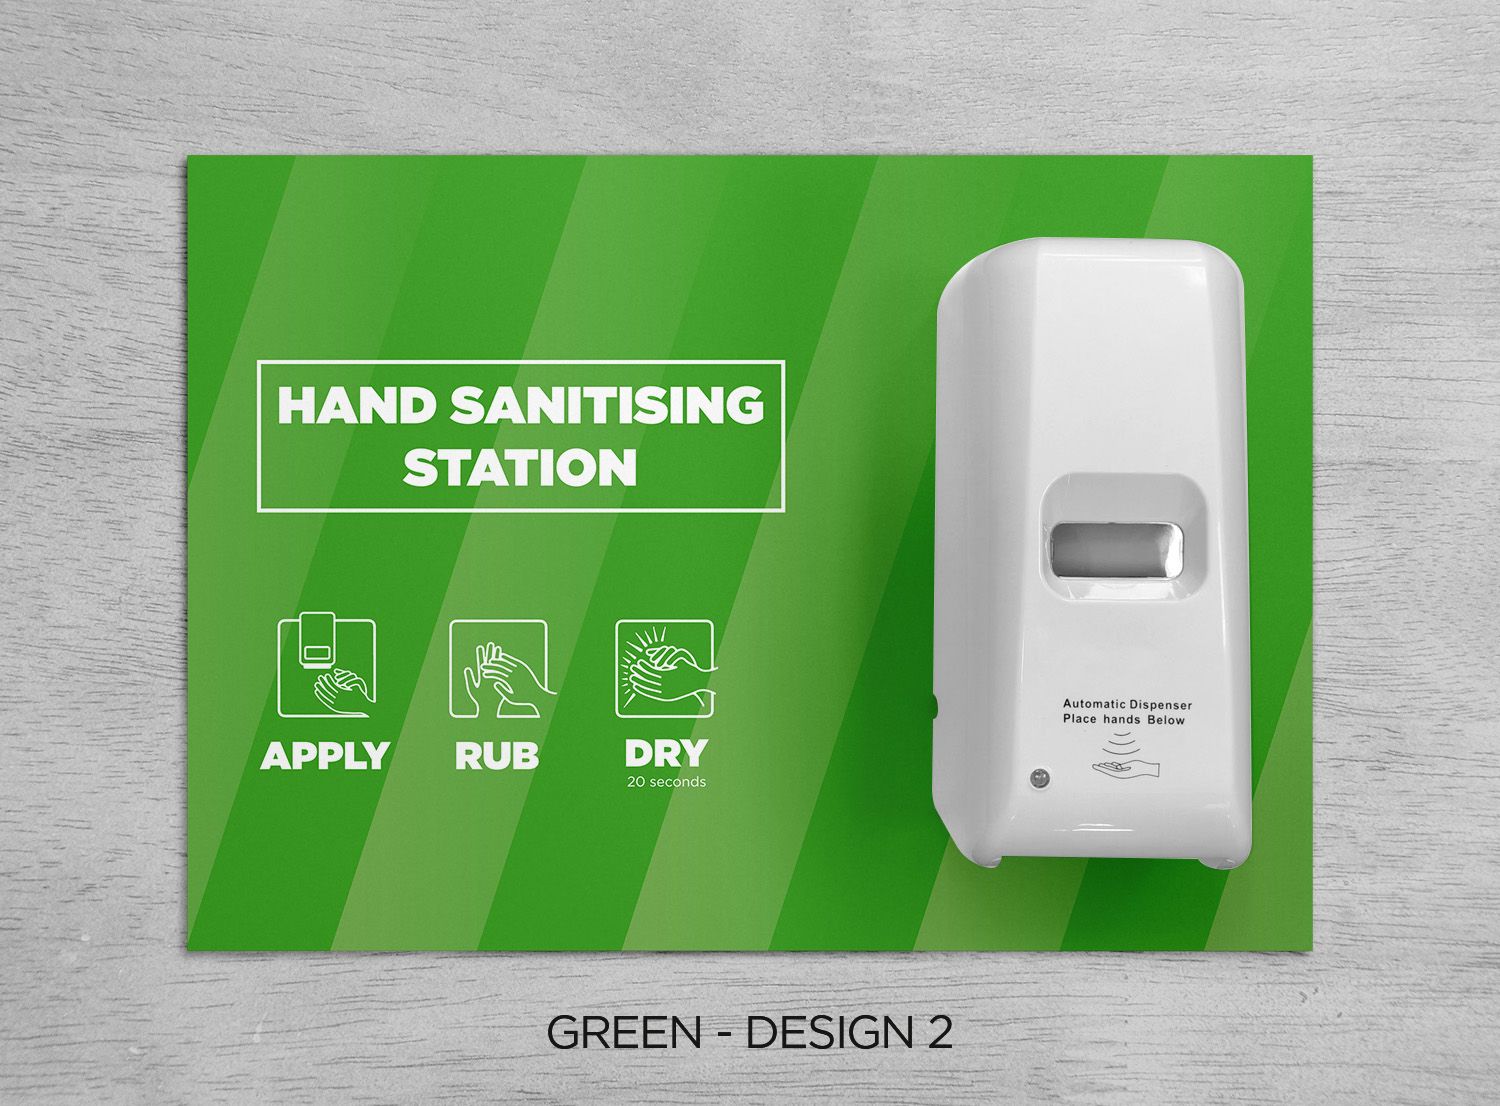 HAND SANITISING
STATION
APPLY
RUB
DRY
20 seconds
Automatic Dispenser
Place hands Below
GREEN - DESIGN 2